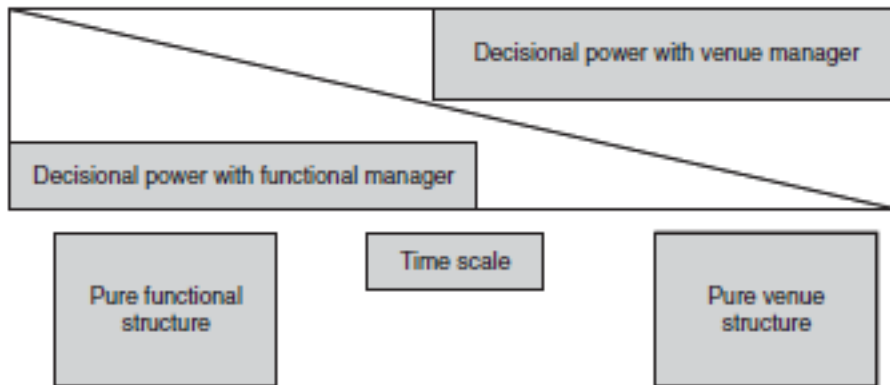 Decisional power with venue manager
Decisional power with functional manager
Time scale
Pure functional
structure
Pure venue
structure